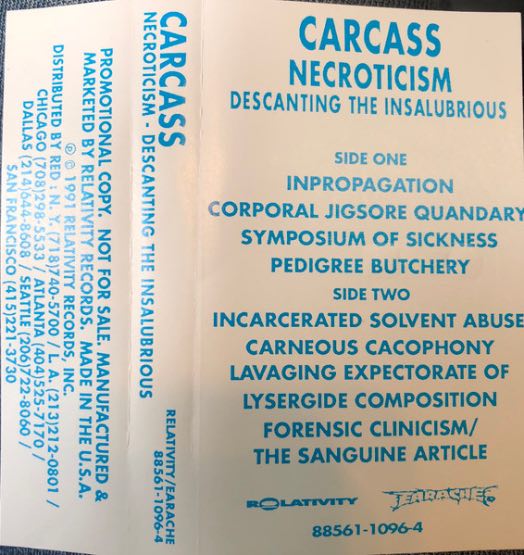 CARCASS
NECROTICISM
DESCANTING THE INSALUBRIOUS
SIDE ONE
INPROPAGATION
CORPORAL JIGSORE QUANDARY
SYMPOSIUM OF SICKNESS
PEDIGREE BUTCHERY
SIDE TWO
INCARCERATED SOLVENT ABUSE
CARNEOUS CACOPHONY
LAVAGING EXPECTORATE OF
LYSERGIDE COMPOSITION
FORENSIC CLINICISM/
THE SANGUINE ARTICLE
RELATIVITY
EARACHE
88561-1096-4
CARCASS
NECROTICISM - DESCANTING THE INSALUBRIOUS
RELATIVITY/EARACHE
88561-1096-4
PROMOTIONAL COPY. NOT FOR SALE. MANUFACTURED &
MARKETED BY RELATIVITY RECORDS. MADE IN THE U.S.A.
℗ © 1991 RELATIVITY RECORDS, INC.
DISTRIBUTED BY RED : N. Y. (718)740-5700 / L. A. (213)212-0801 /
CHICAGO (708)298-5533 / ATLANTA (404)525-7170 /
DALLAS (214)644-8608 / SEATTLE (206)722-8060 /
SAN FRANCISCO (415)221-3730